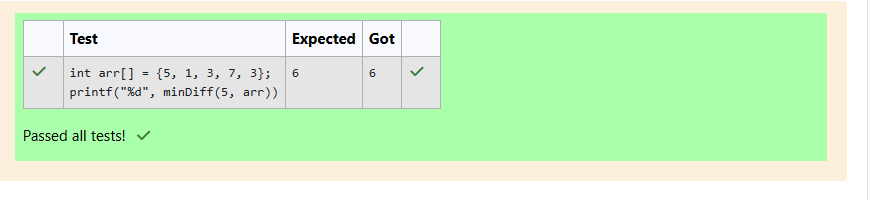 Test Expected Got
int arr[] = {5, 1, 3, 7, 3}; 6 6
printf("%d", minDiff(5, arr))
Passed all tests!